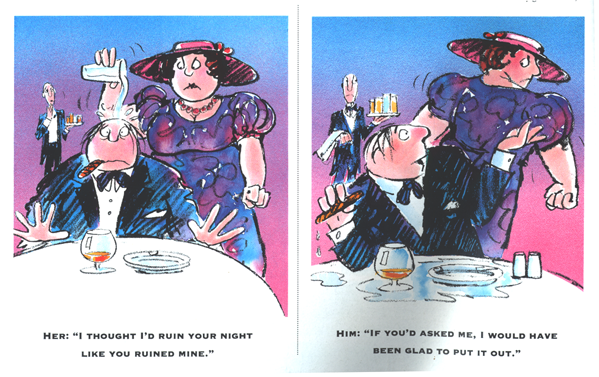 HER: “I THOUGHT I’D RUIN YOUR NIGHT
LIKE YOU RUINED MINE.”
HIM: “IF YOU’D ASKED ME, I WOULD HAVE
BEEN GLAD TO PUT IT OUT.”